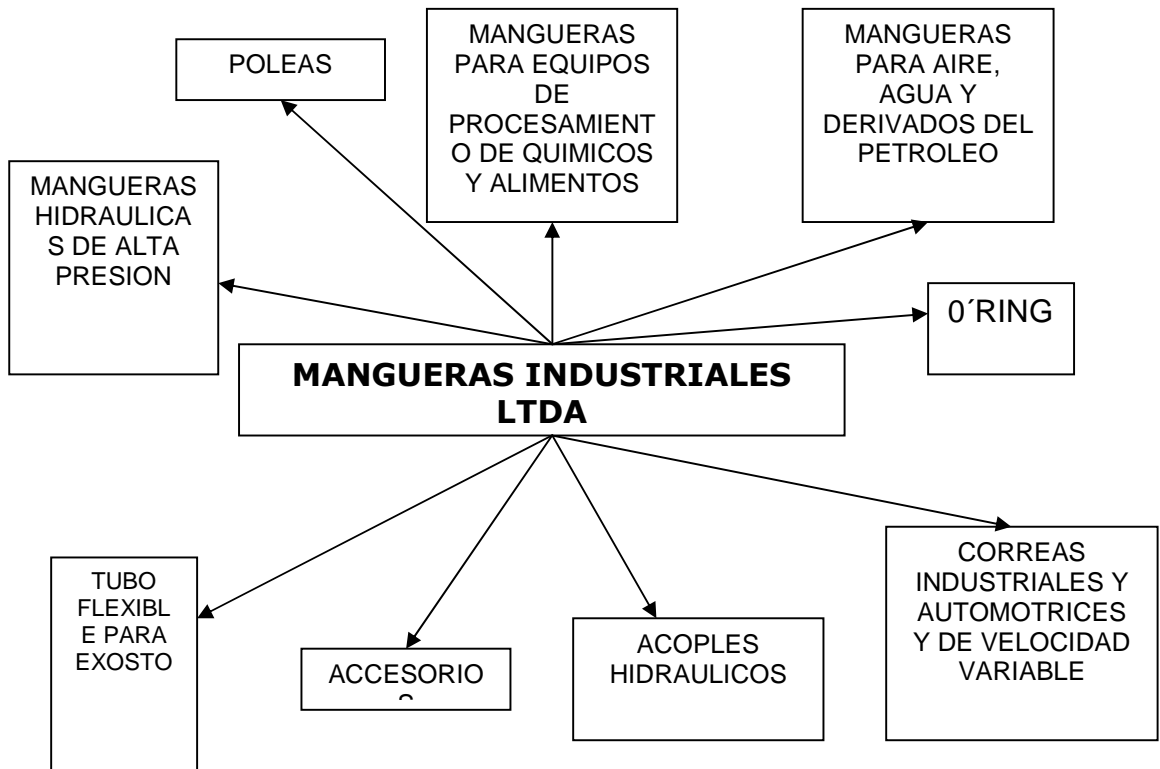 POLEAS
MANGUERAS
PARA EQUIPOS
DE
PROCESAMIENT
O DE QUIMICOS
Y ALIMENTOS
MANGUERAS
PARA AIRE,
AGUA Y
DERIVADOS DEL
PETROLEO
MANGUERAS
HIDRAULICA
S DE ALTA
PRESION
0´RING
MANGUERAS INDUSTRIALES
LTDA
TUBO
FLEXIBL
E PARA
EXOSTO
ACCESORIO
S
ACOPLES
HIDRAULICOS
CORREAS
INDUSTRIALES Y
AUTOMOTRICES
Y DE VELOCIDAD
VARIABLE